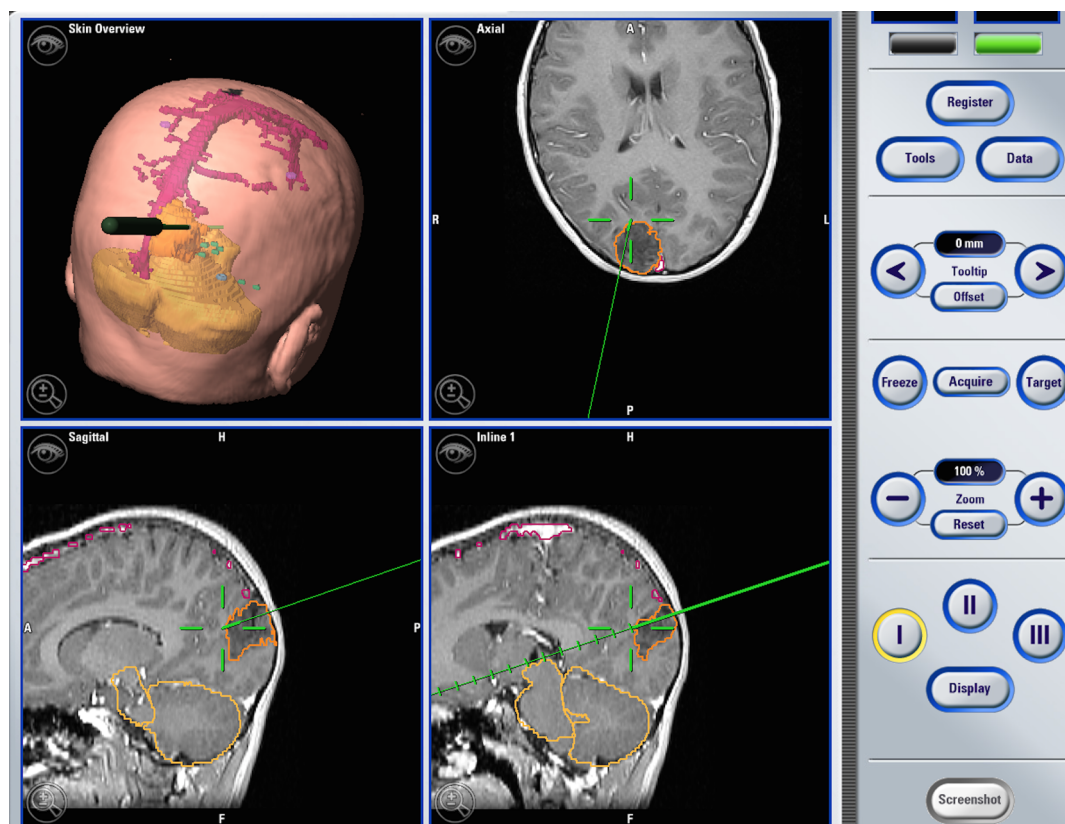 Skin Overview
Axial
A
R
L
P
Sagittal
H
A
P
F
Inline 1
H
F
Register
Tools
Data
0 mm
Tooltip
Offset
Freeze
Acquire
Target
100 %
Zoom
Reset
I
II
III
Display
Screenshot